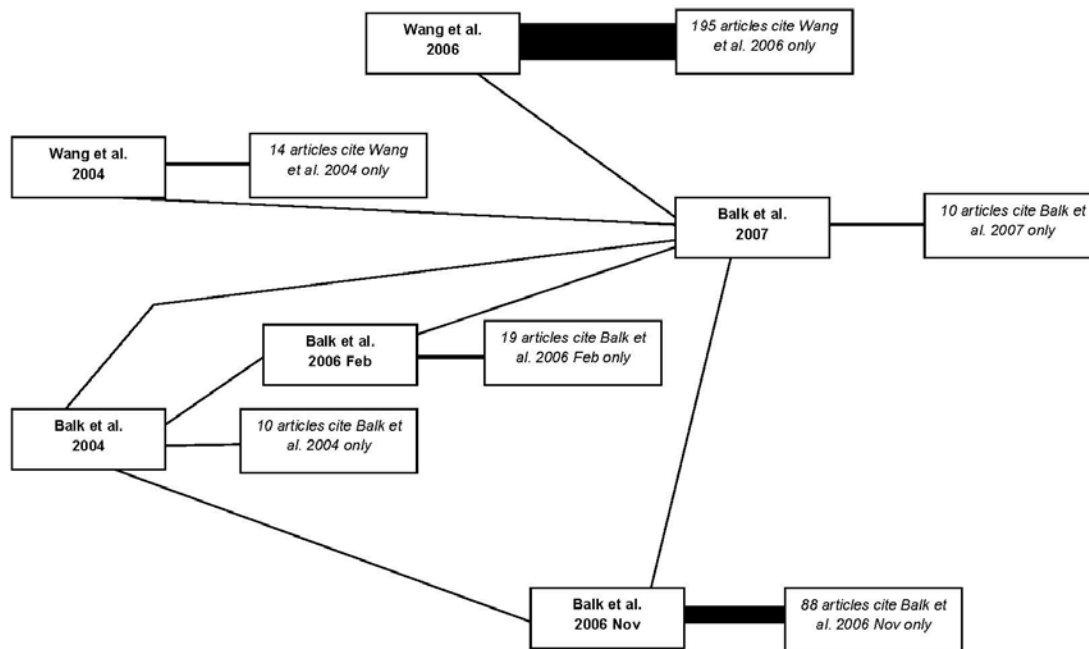 Wang et al.
2006
195 articles cite Wang
et al. 2006 only
Wang et al.
2004
14 articles cite Wang
et al. 2004 only
Balk et al.
2007
10 articles cite Balk et
al. 2007 only
Balk et al.
2006 Feb
19 articles cite Balk et
al. 2006 Feb only
Balk et al.
2004
10 articles cite Balk et
al. 2004 only
Balk et al.
2006 Nov
88 articles cite Balk et
al. 2006 Nov only